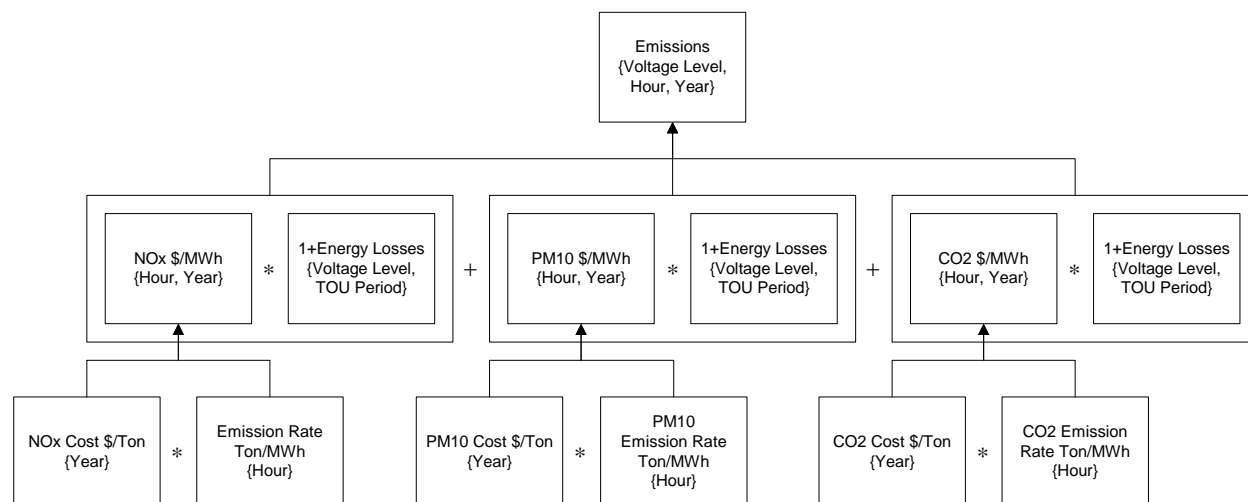 Emissions
{Voltage Level,
Hour, Year}
NOx $/MWh
{Hour, Year}
*
1+Energy Losses
{Voltage Level,
TOU Period}
+
PM10 $/MWh
{Hour, Year}
*
1+Energy Losses
{Voltage Level,
TOU Period}
+
CO2 $/MWh
{Hour, Year}
*
1+Energy Losses
{Voltage Level,
TOU Period}
NOx Cost $/Ton
{Year}
*
Emission Rate
Ton/MWh
{Hour}
PM10 Cost $/Ton
{Year}
*
PM10
Emission Rate
Ton/MWh
{Hour}
CO2 Cost $/Ton
{Year}
*
CO2 Emission
Rate Ton/MWh
{Hour}